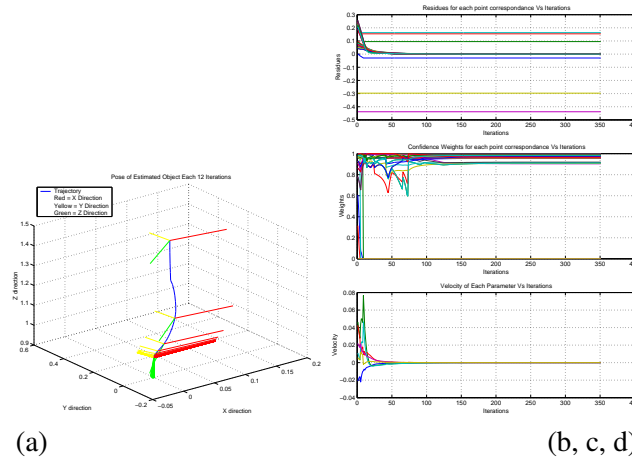 Pose of Estimated Object Each 12 Iterations
Trajectory
Red = X Direction
Yellow = Y Direction
Green = Z Direction
1.5
1.4
1.3
1.2
1.1
1
0.9
Z direction
0.6
0.4
0.2
0
−0.2
Y direction
−0.05
0
0.05
0.1
0.15
0.2
X direction
(a)
Residues for each point correspondance Vs Iterations
0.3
0.2
0.1
0
−0.1
−0.2
−0.3
−0.4
−0.5
Residues
0 50 100 150 200 250 300 350
Iterations
Confidence Weights for each point correspondance Vs Iterations
1
0.8
0.6
0.4
0.2
0
Weights
0 50 100 150 200 250 300 350
Iterations
Velocity of Each Parameter Vs Iterations
0.08
0.06
0.04
0.02
0
−0.02
−0.04
Velocity
0 50 100 150 200 250 300 350
Iterations
(b, c, d)